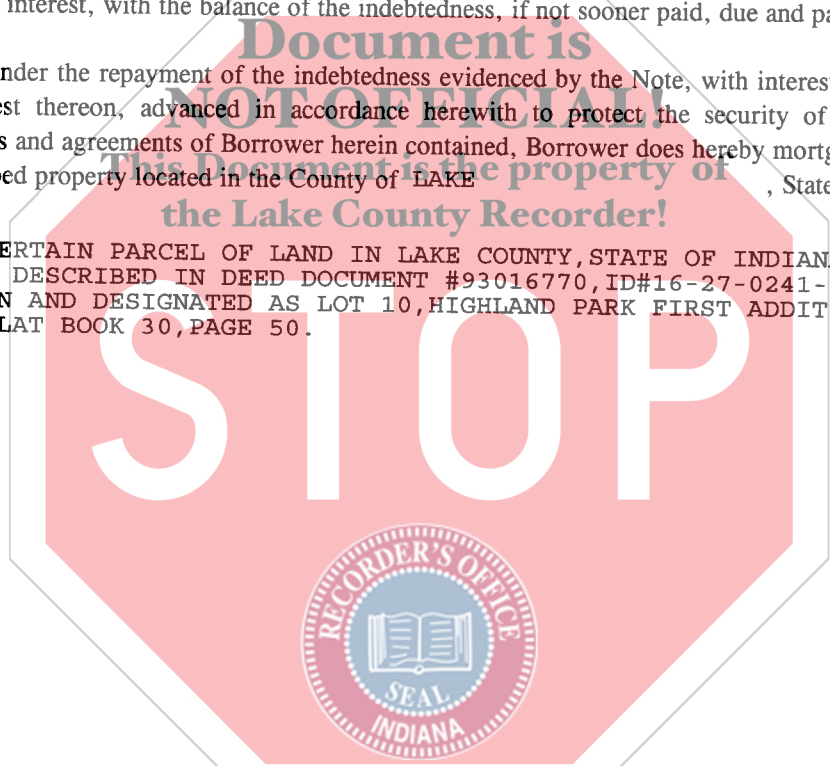 interest, with the balance of the indebtedness, if not sooner paid, due and pa
Document is
nder the repayment of the indebtedness evidenced by the Note, with interest
NOT OFFICIAL!
est thereon, advanced in accordance herewith to protect the security of
s and agreements of Borrower herein contained, Borrower does hereby mortg
This Document is the property of
ed property located in the County of LAKE , State
the Lake County Recorder!
ERTAIN PARCEL OF LAND IN LAKE COUNTY,STATE OF INDIANA
DESCRIBED IN DEED DOCUMENT #93016770,ID#16-27-0241-
N AND DESIGNATED AS LOT 10,HIGHLAND PARK FIRST ADDIT
LAT BOOK 30,PAGE 50.
STOP
RECORDER'S OFFICE
SEAL
INDIANA